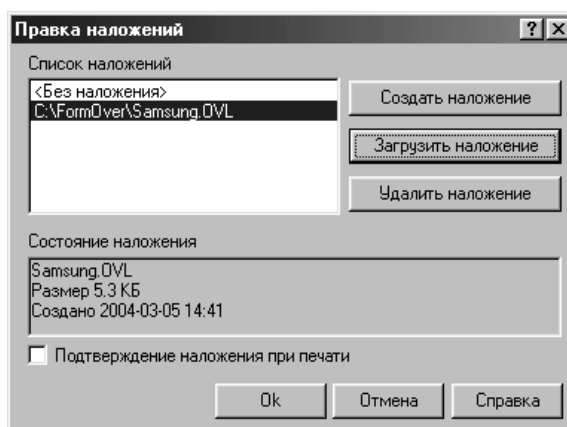 Правка наложений
Список наложений
<Без наложения>
C:\FormOver\Samsung.OVL
Создать наложение
Загрузить наложение
Удалить наложение
Состояние наложения
Samsung.OVL
Размер 5.3 КБ
Создано 2004-03-05 14:41
Подтверждение наложения при печати
Ok
Отмена
Справка